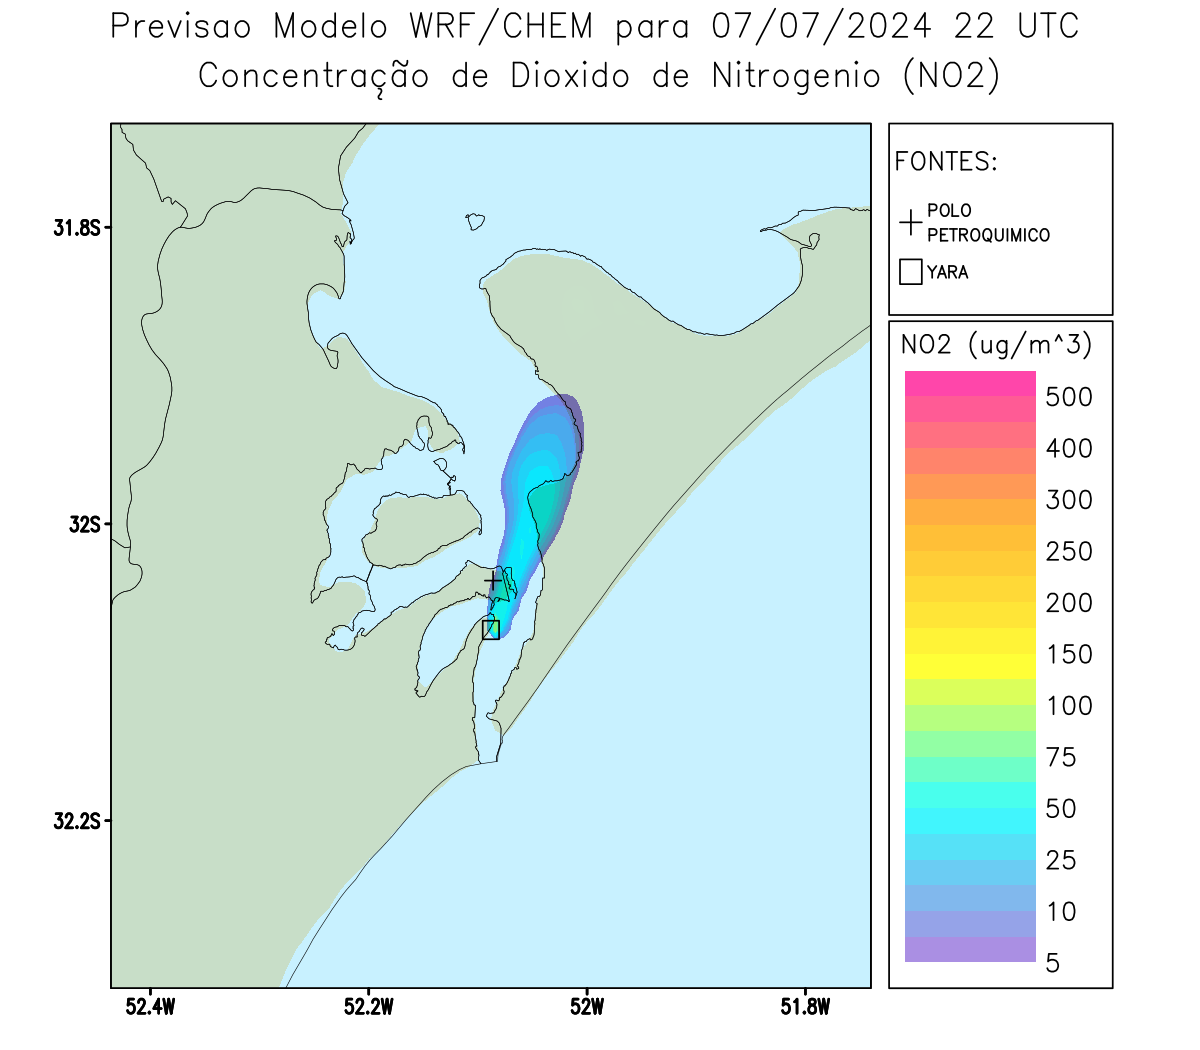 Previsao Modelo WRF/CHEM para 07/07/2024 22 UTC
Concentração de Dioxido de Nitrogenio (NO2)
FONTES:
POLO
PETROQUIMICO
YARA
31.8S
32S
32.2S
52.4W
52.2W
52W
51.8W
NO2 (ug/m^3)
500
400
300
250
200
150
100
75
50
25
10
5